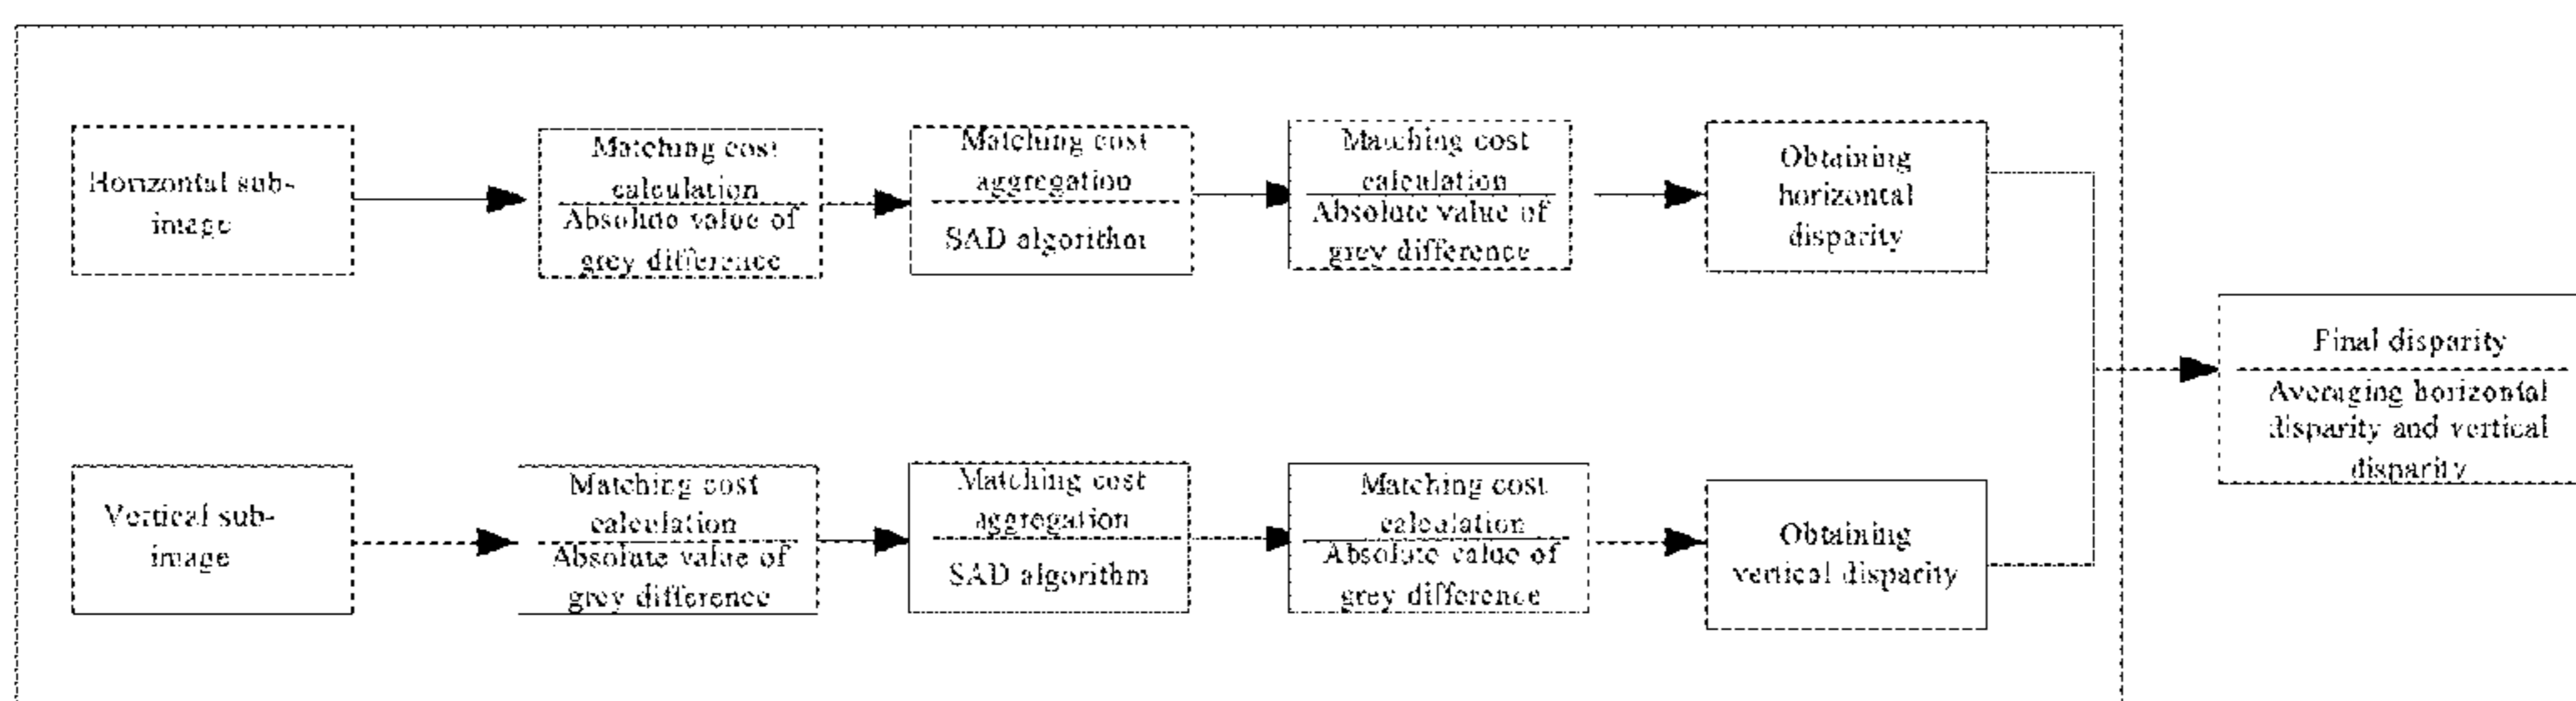 Horizontal sub-
image
Matching cost
calculation
Absolute value of
grey difference
Matching cost
aggregation
SAD algorithm
Matching cost
calculation
Absolute value of
grey difference
Obtaining
horizontal
disparity
Vertical sub-
image
Matching cost
calculation
Absolute value of
grey difference
Matching cost
aggregation
SAD algorithm
Matching cost
calculation
Absolute value of
grey difference
Obtaining
vertical disparity
Final disparity
Averaging horizontal
disparity and vertical
disparity